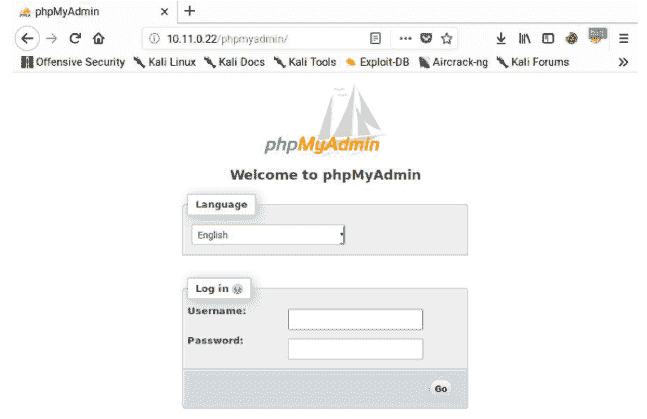 phpMyAdmin
10.11.0.22/phpmyadmin/
Offensive Security Kali Linux Kali Docs Kali Tools Exploit-DB Aircrack-ng Kali Forums
phpMyAdmin
Welcome to phpMyAdmin
Language
English
Log in
Username:
Password:
Go